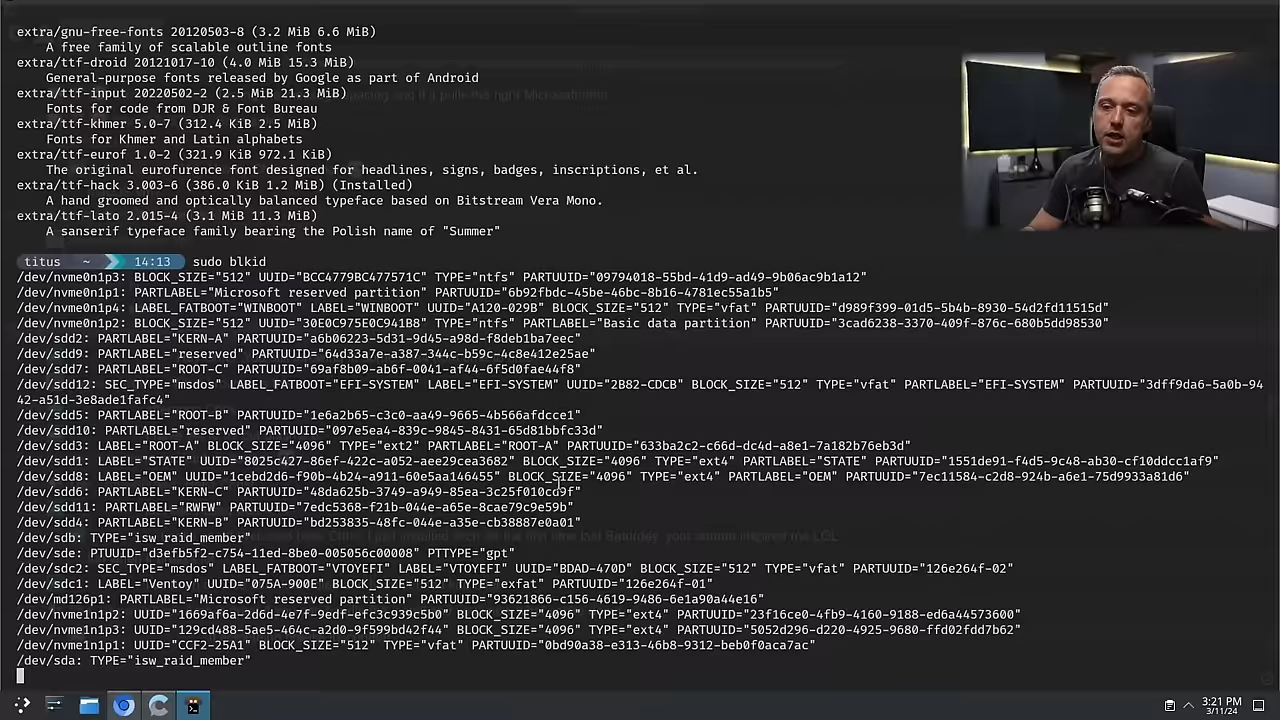 extra/gnu-free-fonts 20120503-8 (3.2 MiB 6.6 MiB)
    A free family of scalable outline fonts
extra/ttf-droid 20121017-10 (4.0 MiB 15.3 MiB)
    General-purpose fonts released by Google as part of Android
extra/ttf-input 20220502-2 (2.5 MiB 21.3 MiB)
    Fonts for code from DJR & Font Bureau
extra/ttf-khmer 5.0-7 (312.4 KiB 2.5 MiB)
    Fonts for Khmer and Latin alphabets
extra/ttf-eurof 1.0-2 (321.9 KiB 972.1 KiB)
    The original eurofurence font designed for headlines, signs, badges, inscriptions, et al.
extra/ttf-hack 3.003-6 (386.0 KiB 1.2 MiB) (Installed)
    A hand groomed and optically balanced typeface based on Bitstream Vera Mono.
extra/ttf-lato 2.015-4 (3.1 MiB 11.3 MiB)
    A sanserif typeface family bearing the Polish name of "Summer"
titus ~ 14:13 sudo blkid
/dev/nvme0n1p3: BLOCK_SIZE="512" UUID="BCC4779BC477571C" TYPE="ntfs" PARTUUID="09794018-55bd-41d9-ad49-9b06ac9b1a12"
/dev/nvme0n1p1: PARTLABEL="Microsoft reserved partition" PARTUUID="6b92fbdc-45be-46bc-8b16-4781ec55a1b5"
/dev/nvme0n1p4: LABEL_FATBOOT="WINBOOT" LABEL="WINBOOT" UUID="A120-029B" BLOCK_SIZE="512" TYPE="vfat" PARTUUID="d989f399-01d5-5b4b-8930-54d2fd11515d"
/dev/nvme0n1p2: BLOCK_SIZE="512" UUID="30E0C975E0C941B8" TYPE="ntfs" PARTLABEL="Basic data partition" PARTUUID="3cad6238-3370-409f-876c-680b5dd98530"
/dev/sdd2: PARTLABEL="KERN-A" PARTUUID="a6b06223-5d31-9d45-a98d-f8deb1ba7eec"
/dev/sdd9: PARTLABEL="reserved" PARTUUID="64d33a7e-a387-344c-b59c-4c8e412e25ae"
/dev/sdd7: PARTLABEL="ROOT-C" PARTUUID="69af8b09-ab6f-0041-af44-6f5d0fae44f8"
/dev/sdd12: SEC_TYPE="msdos" LABEL_FATBOOT="EFI-SYSTEM" LABEL="EFI-SYSTEM" UUID="2B82-CDCB" BLOCK_SIZE="512" TYPE="vfat" PARTLABEL="EFI-SYSTEM" PARTUUID="3dff9da6-5a0b-94
42-a51d-3e8ade1fafc4"
/dev/sdd5: PARTLABEL="ROOT-B" PARTUUID="1e6a2b65-c3c0-aa49-9665-4b566afdcce1"
/dev/sdd10: PARTLABEL="reserved" PARTUUID="097e5ea4-839c-9845-8431-65d81bbfc33d"
/dev/sdd3: LABEL="ROOT-A" BLOCK_SIZE="4096" TYPE="ext2" PARTLABEL="ROOT-A" PARTUUID="633ba2c2-c66d-dc4d-a8e1-7a182b76eb3d"
/dev/sdd1: LABEL="STATE" UUID="8025c427-86ef-422c-a052-aee29cea3682" BLOCK_SIZE="4096" TYPE="ext4" PARTLABEL="STATE" PARTUUID="1551de91-f4d5-9c48-ab30-cf10ddcc1af9"
/dev/sdd8: LABEL="OEM" UUID="1cebd2d6-f90b-4b24-a911-60e5aa146455" BLOCK_SIZE="4096" TYPE="ext4" PARTLABEL="OEM" PARTUUID="7ec11584-c2d8-924b-a6e1-75d9933a81d6"
/dev/sdd6: PARTLABEL="KERN-C" PARTUUID="48da625b-3749-a949-85ea-3c25f010cd9f"
/dev/sdd11: PARTLABEL="RWFW" PARTUUID="7edc5368-f21b-044e-a65e-8cae79c9e59b"
/dev/sdd4: PARTLABEL="KERN-B" PARTUUID="bd253835-48fc-044e-a35e-cb38887e0a01"
/dev/sdb: TYPE="isw_raid_member"
/dev/sde: PTUUID="d3efb5f2-c754-11ed-8be0-005056c00008" PTTYPE="gpt"
/dev/sdc2: SEC_TYPE="msdos" LABEL_FATBOOT="VTOYEFI" LABEL="VTOYEFI" UUID="BDAD-470D" BLOCK_SIZE="512" TYPE="vfat" PARTUUID="126e264f-02"
/dev/sdc1: LABEL="Ventoy" UUID="075A-900E" BLOCK_SIZE="512" TYPE="exfat" PARTUUID="126e264f-01"
/dev/md126p1: PARTLABEL="Microsoft reserved partition" PARTUUID="93621866-c156-4619-9486-6e1a90a44e16"
/dev/nvme1n1p2: UUID="1669af6a-2d6d-4e7f-9edf-efc3c939c5b0" BLOCK_SIZE="4096" TYPE="ext4" PARTUUID="23f16ce0-4fb9-4160-9188-ed6a44573600"
/dev/nvme1n1p3: UUID="129cd488-5ae5-464c-a2d0-9f599bd42f44" BLOCK_SIZE="4096" TYPE="ext4" PARTUUID="5052d296-d220-4925-9680-ffd02fdd7b62"
/dev/nvme1n1p1: UUID="CCF2-25A1" BLOCK_SIZE="512" TYPE="vfat" PARTUUID="0bd90a38-e313-46b8-9312-beb0f0aca7ac"
/dev/sda: TYPE="isw_raid_member"
3:21 PM
3/11/24